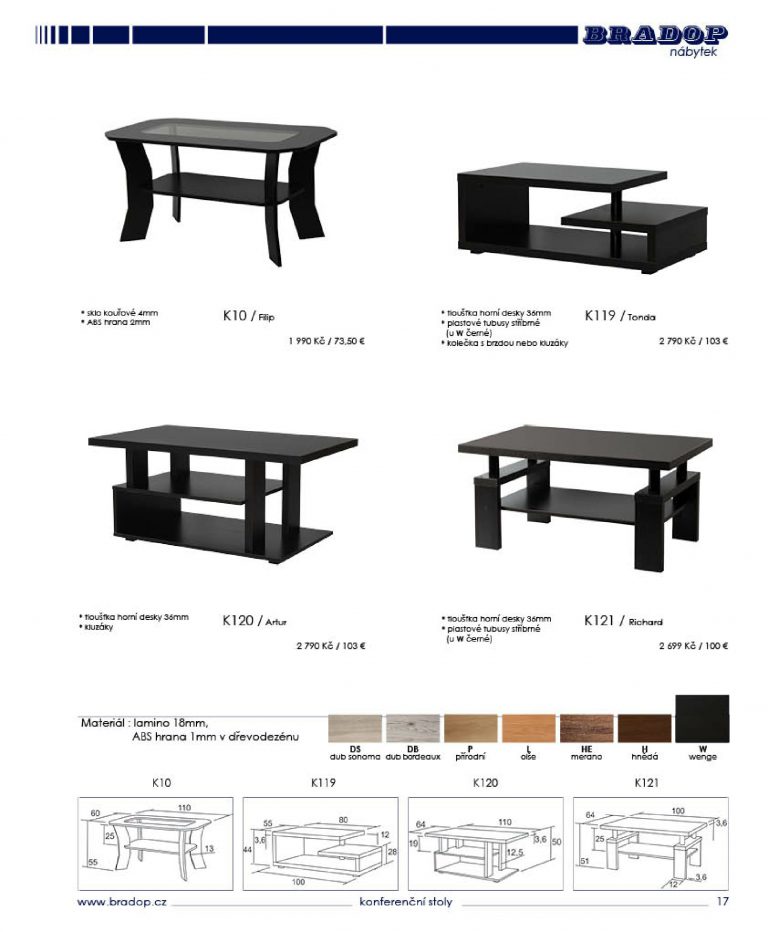 BRADOP
nábytek
* sklo kouřové 4mm
* ABS hrana 2mm
K10 / Filip
1 990 Kč / 73,50 €
* tloušťka horní desky 36mm
* plastové tubusy stříbrné
(u W černé)
* kolečka s brzdou nebo kluzáky
K119 / Tonda
2 790 Kč / 103 €
* tloušťka horní desky 36mm
* kluzáky
K120 / Artur
2 790 Kč / 103 €
* tloušťka horní desky 36mm
* plastové tubusy stříbrné
(u W černé)
K121 / Richard
2 699 Kč / 100 €
Materiál : lamino 18mm,
ABS hrana 1mm v dřevodezénu
DS
dub sonoma
DB
dub bordeaux
P
přírodní
L
olše
HE
merano
H
hnědá
W
wenge
K10
60
110
25
55
13
K119
55
80
3,6
12
44
28
100
K120
64
110
19
3,6
12,5
50
K121
64
100
3,6
25
51
12
3,6
www.bradop.cz
konferenční stoly
17